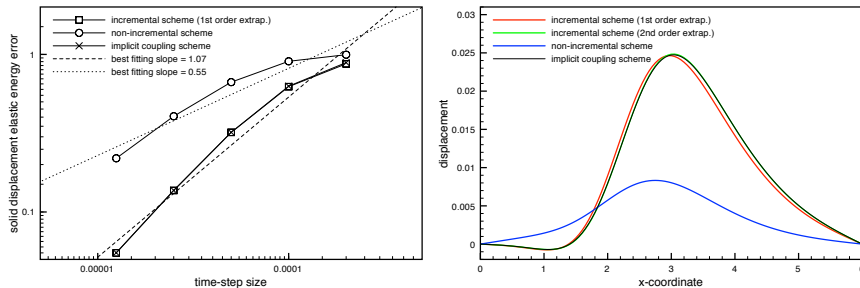 incremental scheme (1st order extrap.)
non-incremental scheme
implicit coupling scheme
best fitting slope = 1.07
best fitting slope = 0.55
1
0.1
0.00001
0.0001
solid displacement elastic energy error
time-step size
incremental scheme (1st order extrap.)
incremental scheme (2nd order extrap.)
non-incremental scheme
implicit coupling scheme
0.03
0.025
0.02
0.015
0.01
0.005
0
0
1
2
3
4
5
6
displacement
x-coordinate